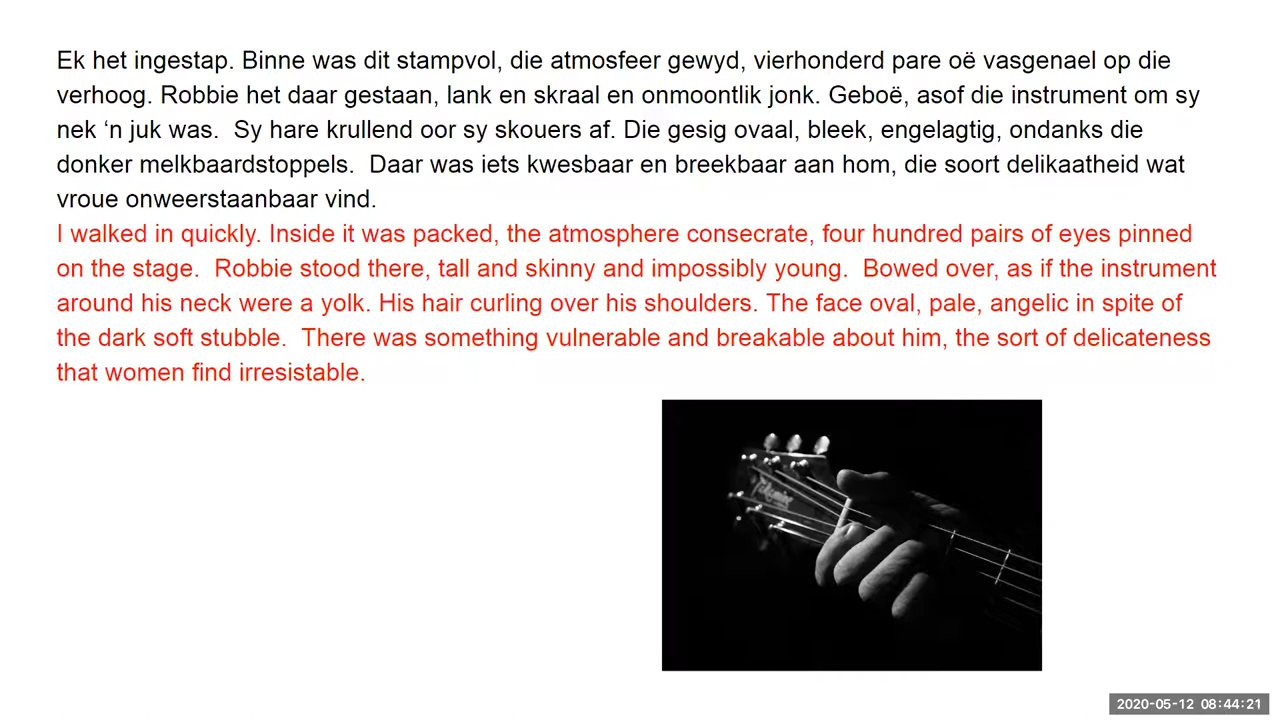 Ek het ingestap. Binne was dit stampvol, die atmosfeer gewyd, vierhonderd pare oë vasgenael op die
verhoog. Robbie het daar gestaan, lank en skraal en onmoontlik jonk. Geboë, asof die instrument om sy
nek ‘n juk was.  Sy hare krullend oor sy skouers af. Die gesig ovaal, bleek, engelagtig, ondanks die
donker melkbaardstoppels.  Daar was iets kwesbaar en breekbaar aan hom, die soort delikaatheid wat
vroue onweerstaanbaar vind.
I walked in quickly. Inside it was packed, the atmosphere consecrate, four hundred pairs of eyes pinned
on the stage.  Robbie stood there, tall and skinny and impossibly young.  Bowed over, as if the instrument
around his neck were a yolk. His hair curling over his shoulders. The face oval, pale, angelic in spite of
the dark soft stubble.  There was something vulnerable and breakable about him, the sort of delicateness
that women find irresistable.
2020-05-12 08:44:21